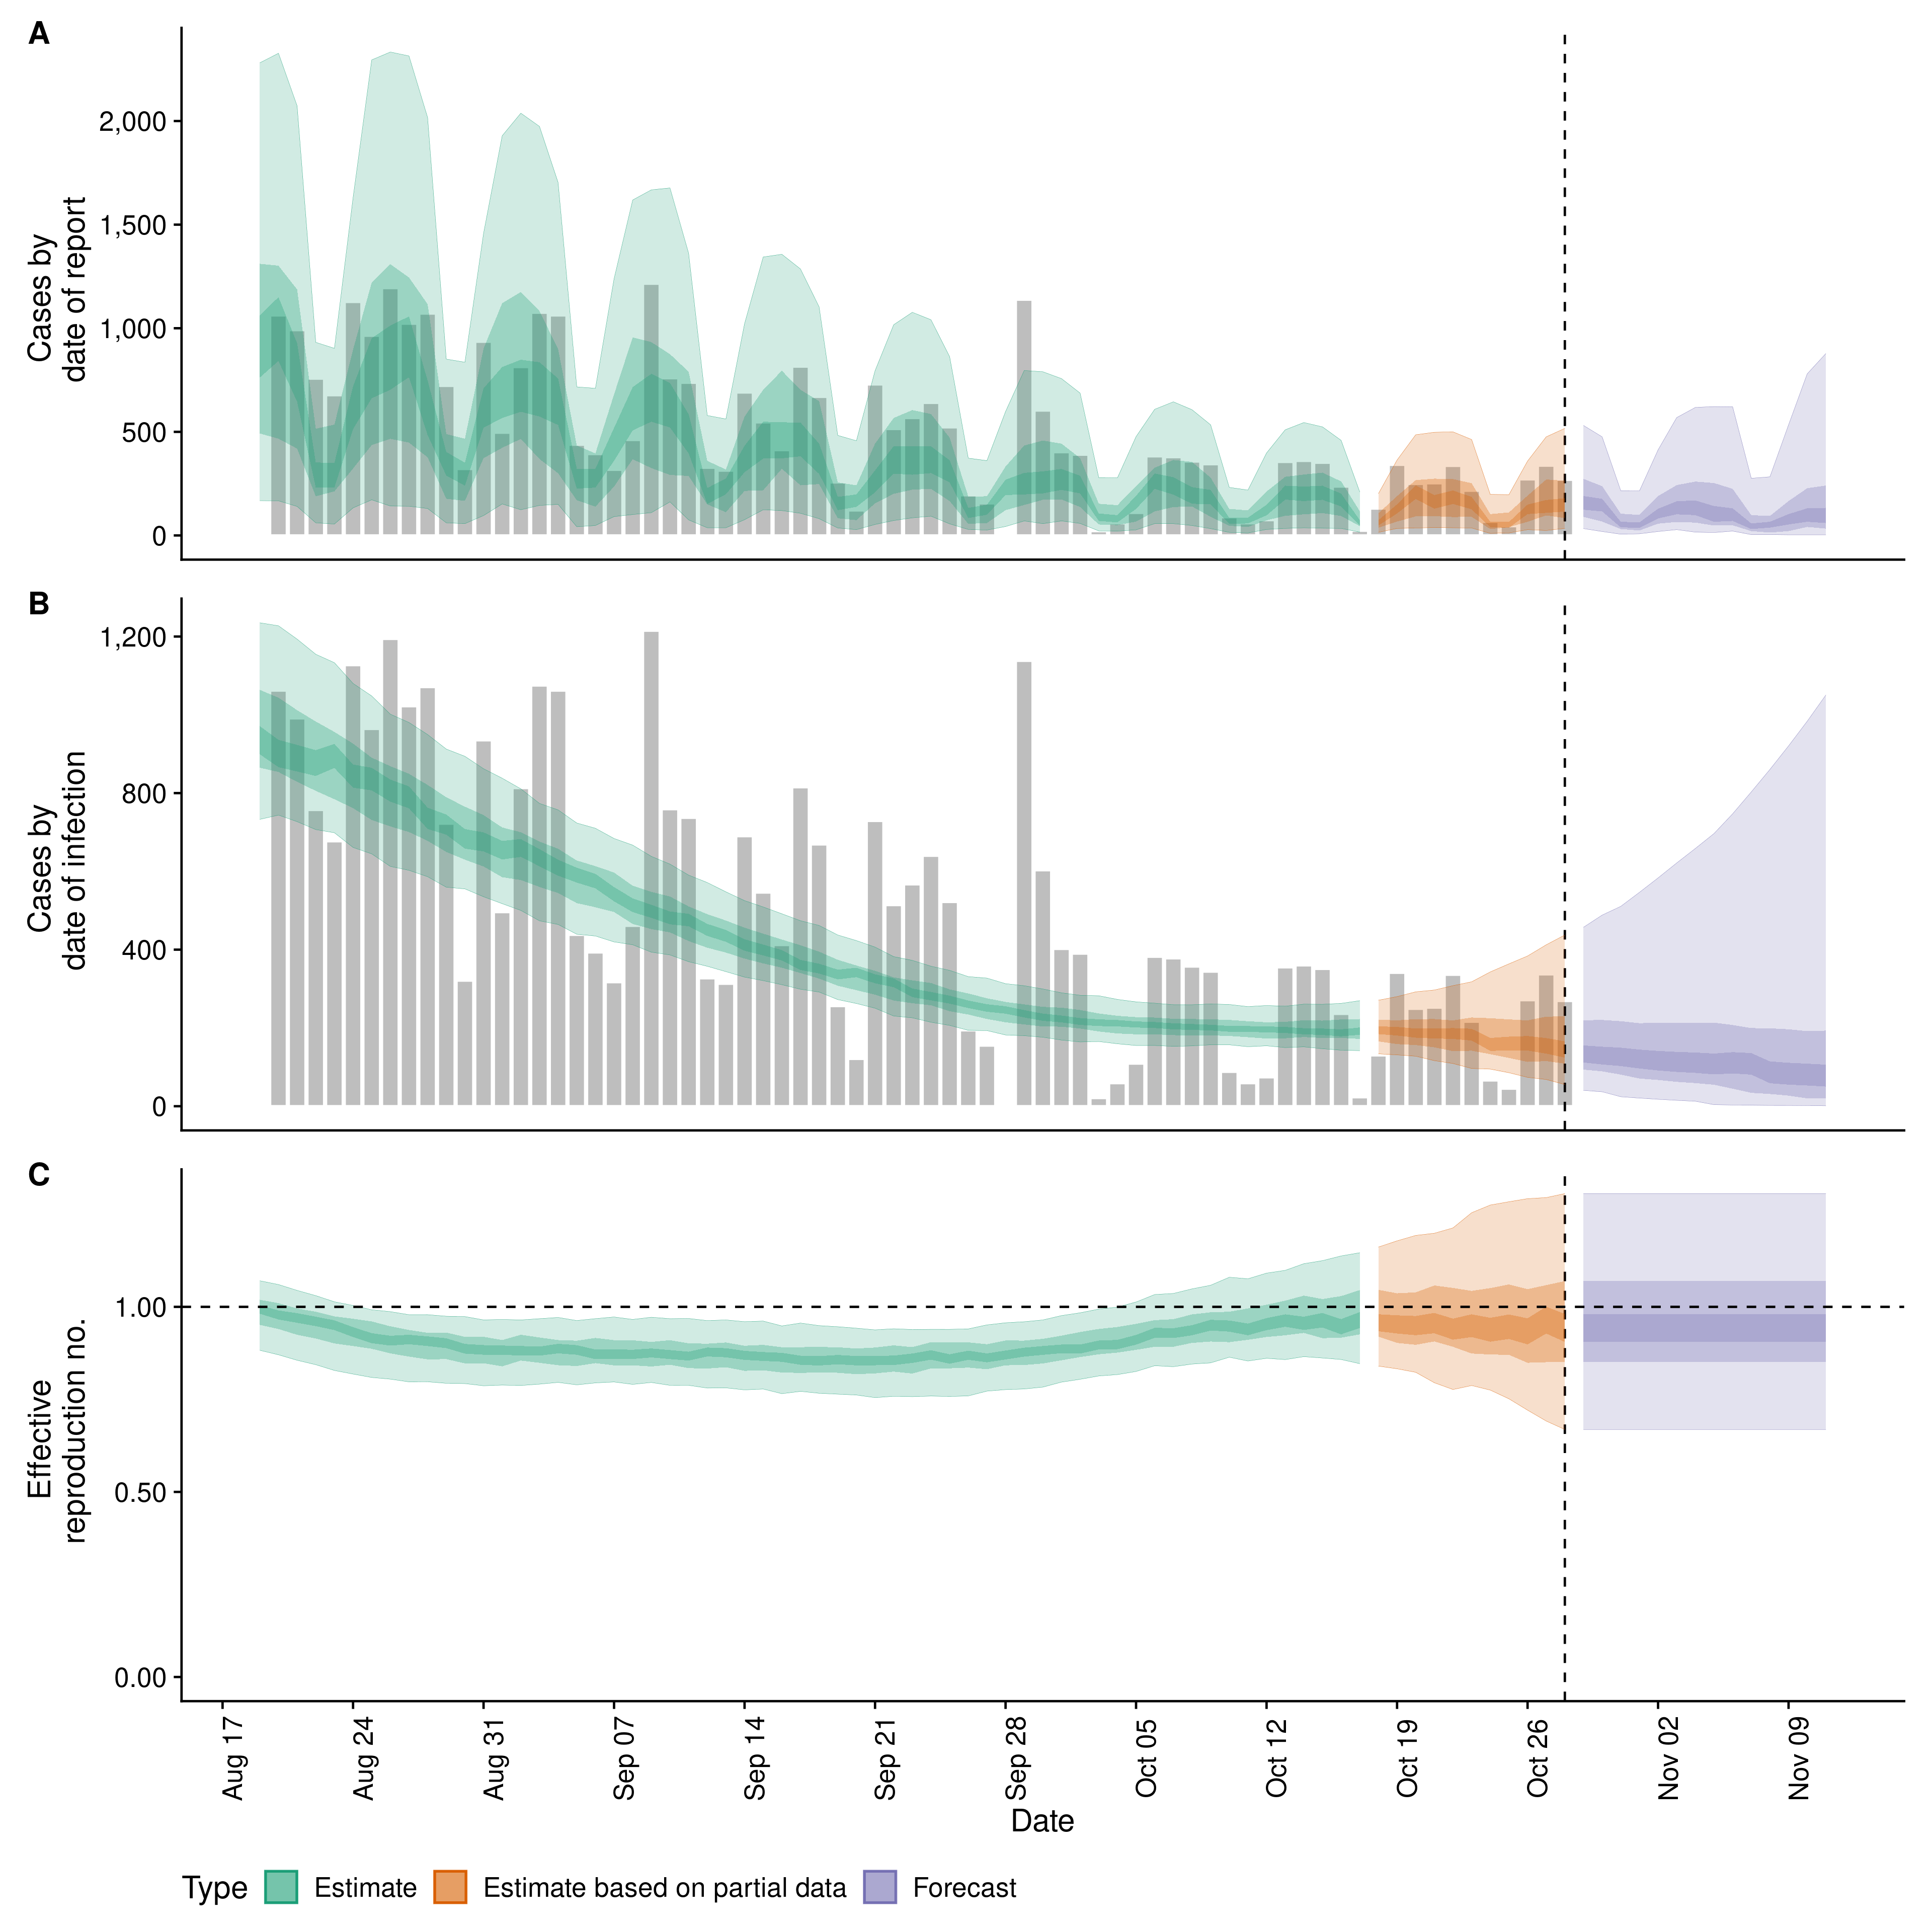 A
Cases by
date of report
2,000
1,500
1,000
500
0
B
Cases by
date of infection
1,200
800
400
0
C
Effective
reproduction no.
1.00
0.50
0.00
Aug 17
Aug 24
Aug 31
Sep 07
Sep 14
Sep 21
Sep 28
Oct 05
Oct 12
Oct 19
Oct 26
Nov 02
Nov 09
Date
Type Estimate Estimate based on partial data Forecast